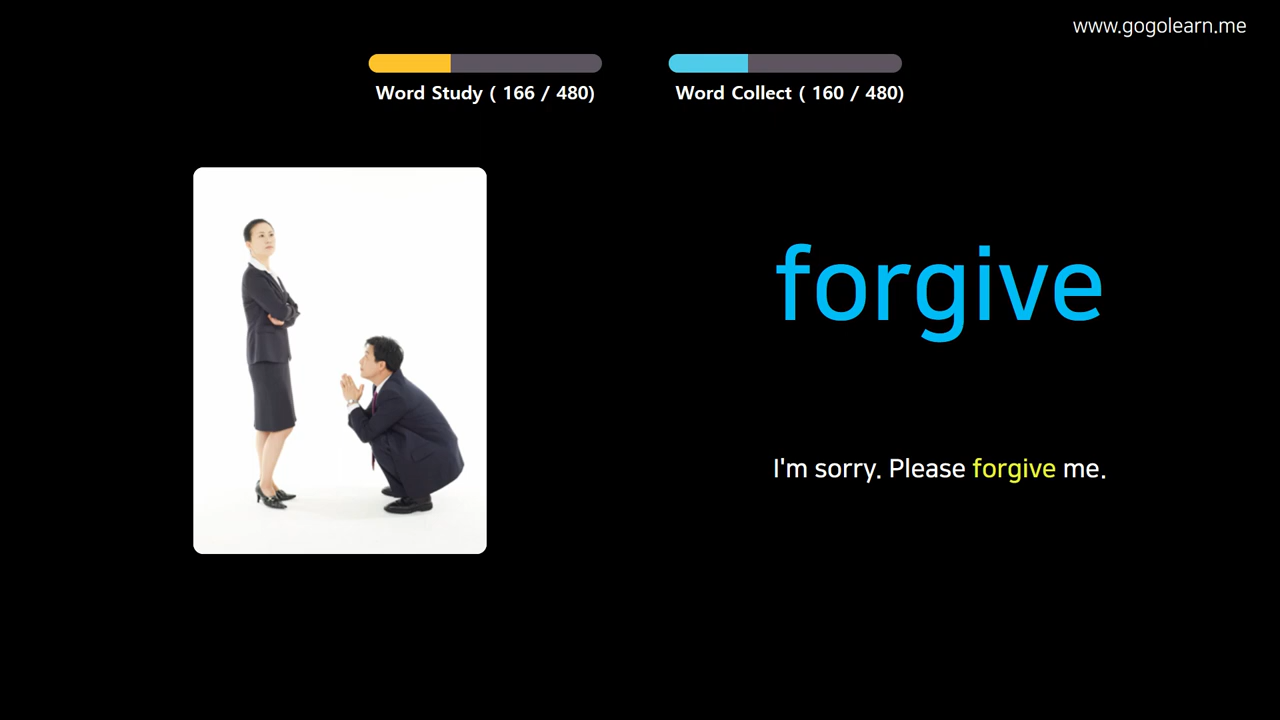 www.gogolearn.me
Word Study ( 166 / 480)
Word Collect ( 160 / 480)
forgive
I'm sorry. Please forgive me.